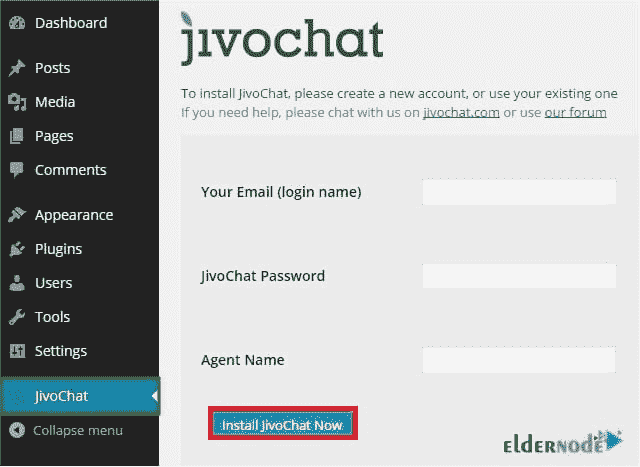 Dashboard
Posts
Media
Pages
Comments
Appearance
Plugins
Users
Tools
Settings
JivoChat
Collapse menu
jivochat
To install JivoChat, please create a new account, or use your existing one
If you need help, please chat with us on jivochat.com or use our forum
Your Email (login name)
JivoChat Password
Agent Name
Install JivoChat Now
ELDERNODE